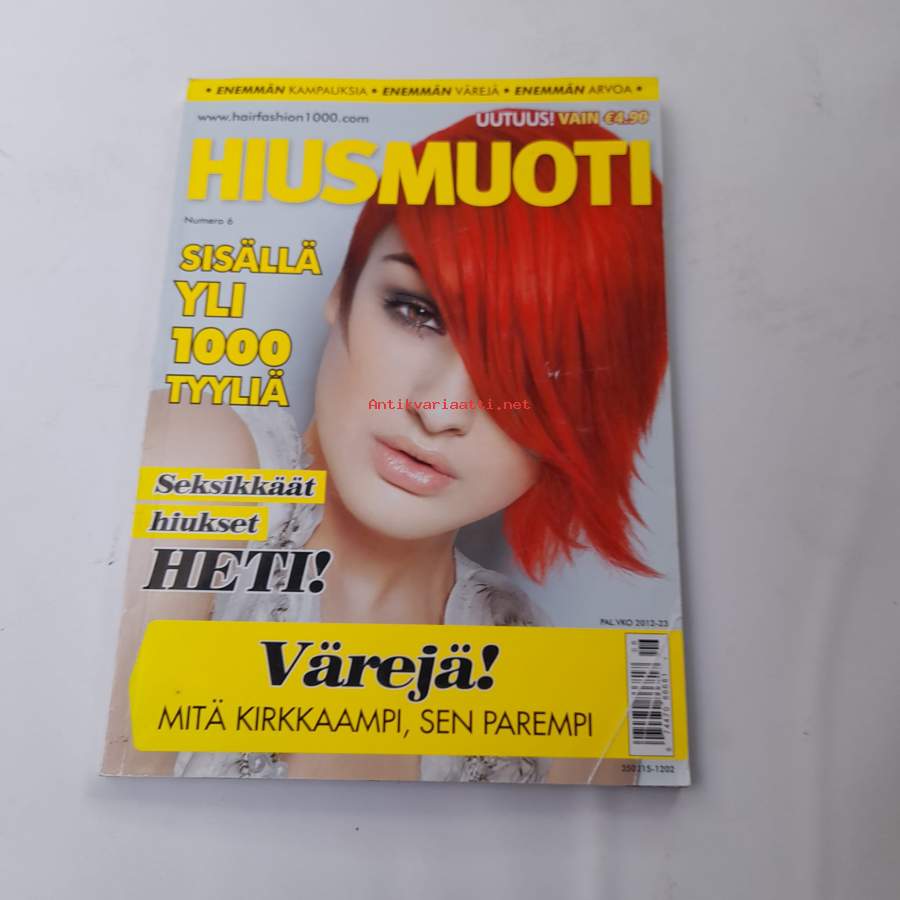 • ENEMMÄN KAMPAUKSIA • ENEMMÄN VÄREJÄ • ENEMMÄN ARVOA •
www.hairfashion1000.com
UUTUUS! VAIN €4.90
HIUSMUOTI
Numero 6
SISÄLLÄ
YLI
1000
TYYLIÄ
Antikvariaatti.net
Seksikkäät
hiukset
HETI!
PAL.VKO 2012-23
Värejä!
MITÄ KIRKKAAMPI, SEN PAREMPI